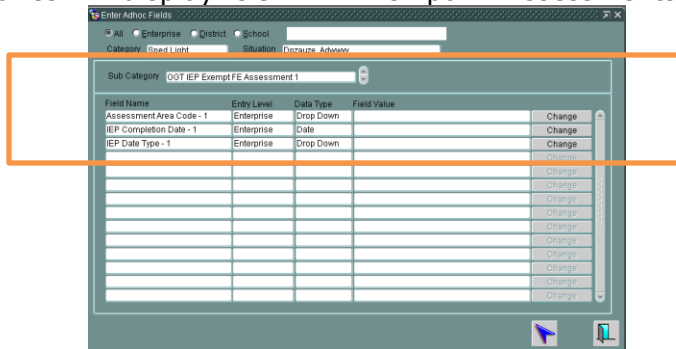 Enter Adhoc Fields
All Enterprise District School
Category Sped Light Situation
Sub Category OGT IEP Exempt FE Assessment 1
Field Name Entry Level Data Type Field Value
Assessment Area Code - 1 Enterprise Drop Down Change
IEP Completion Date - 1 Enterprise Date Change
IEP Date Type - 1 Enterprise Drop Down Change
Change
Change
Change
Change
Change
Change
Change
Change
Change
Change
Change